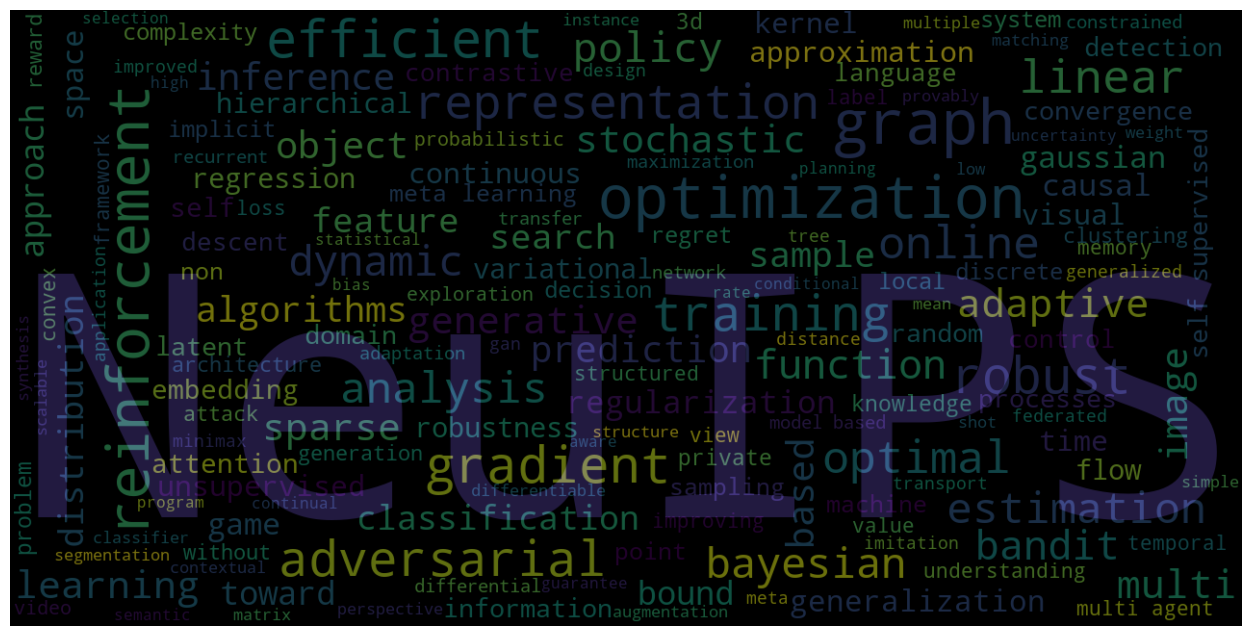 selection
complexity
reward
space
efficient
instance
3d
policy
kernel
multiple
system
constrained
matching
approximation
detection
improved
high
inference
contrastive
design
language
linear
hierarchical
representation
label
provably
graph
convergence
implicit
object
probabilistic
stochastic
uncertainty
weight
approach
reinforcement
recurrent
framework
application
regression
continuous
meta learning
maximization
planning
low
gaussian
causal
self supervised
self
loss
feature
transfer
search
regret
optimization
tree
online
visual
clustering
memory
descent
statistical
dynamic
variational
network
sample
discrete
generalized
non
bias
exploration
decision
rate
conditional
local
convex
NeuIPS
distribution
algorithms
generative
training
mean
adaptive
synthesis
scalable
latent
domain
adaptation
gan
prediction
distance
random
control
architecture
structured
function
robust
image
embedding
analysis
regularization
knowledge
processes
attack
sparse
robustness
structure
view
model based
shot
federated
minimax
aware
time
problem
attention
generation
gradient
private
optimal
flow
unsupervised
differentiable
sampling
based
transport
simple
program
continual
classification
improving
machine
value
estimation
game
classifier
segmentation
without
contextual
adversarial
point
bayesian
imitation
understanding
bandit
temporal
learning
toward
differential
guarantee
bound
meta
generalization
multi
video
semantic
matrix
perspective
information
augmentation
multi agent